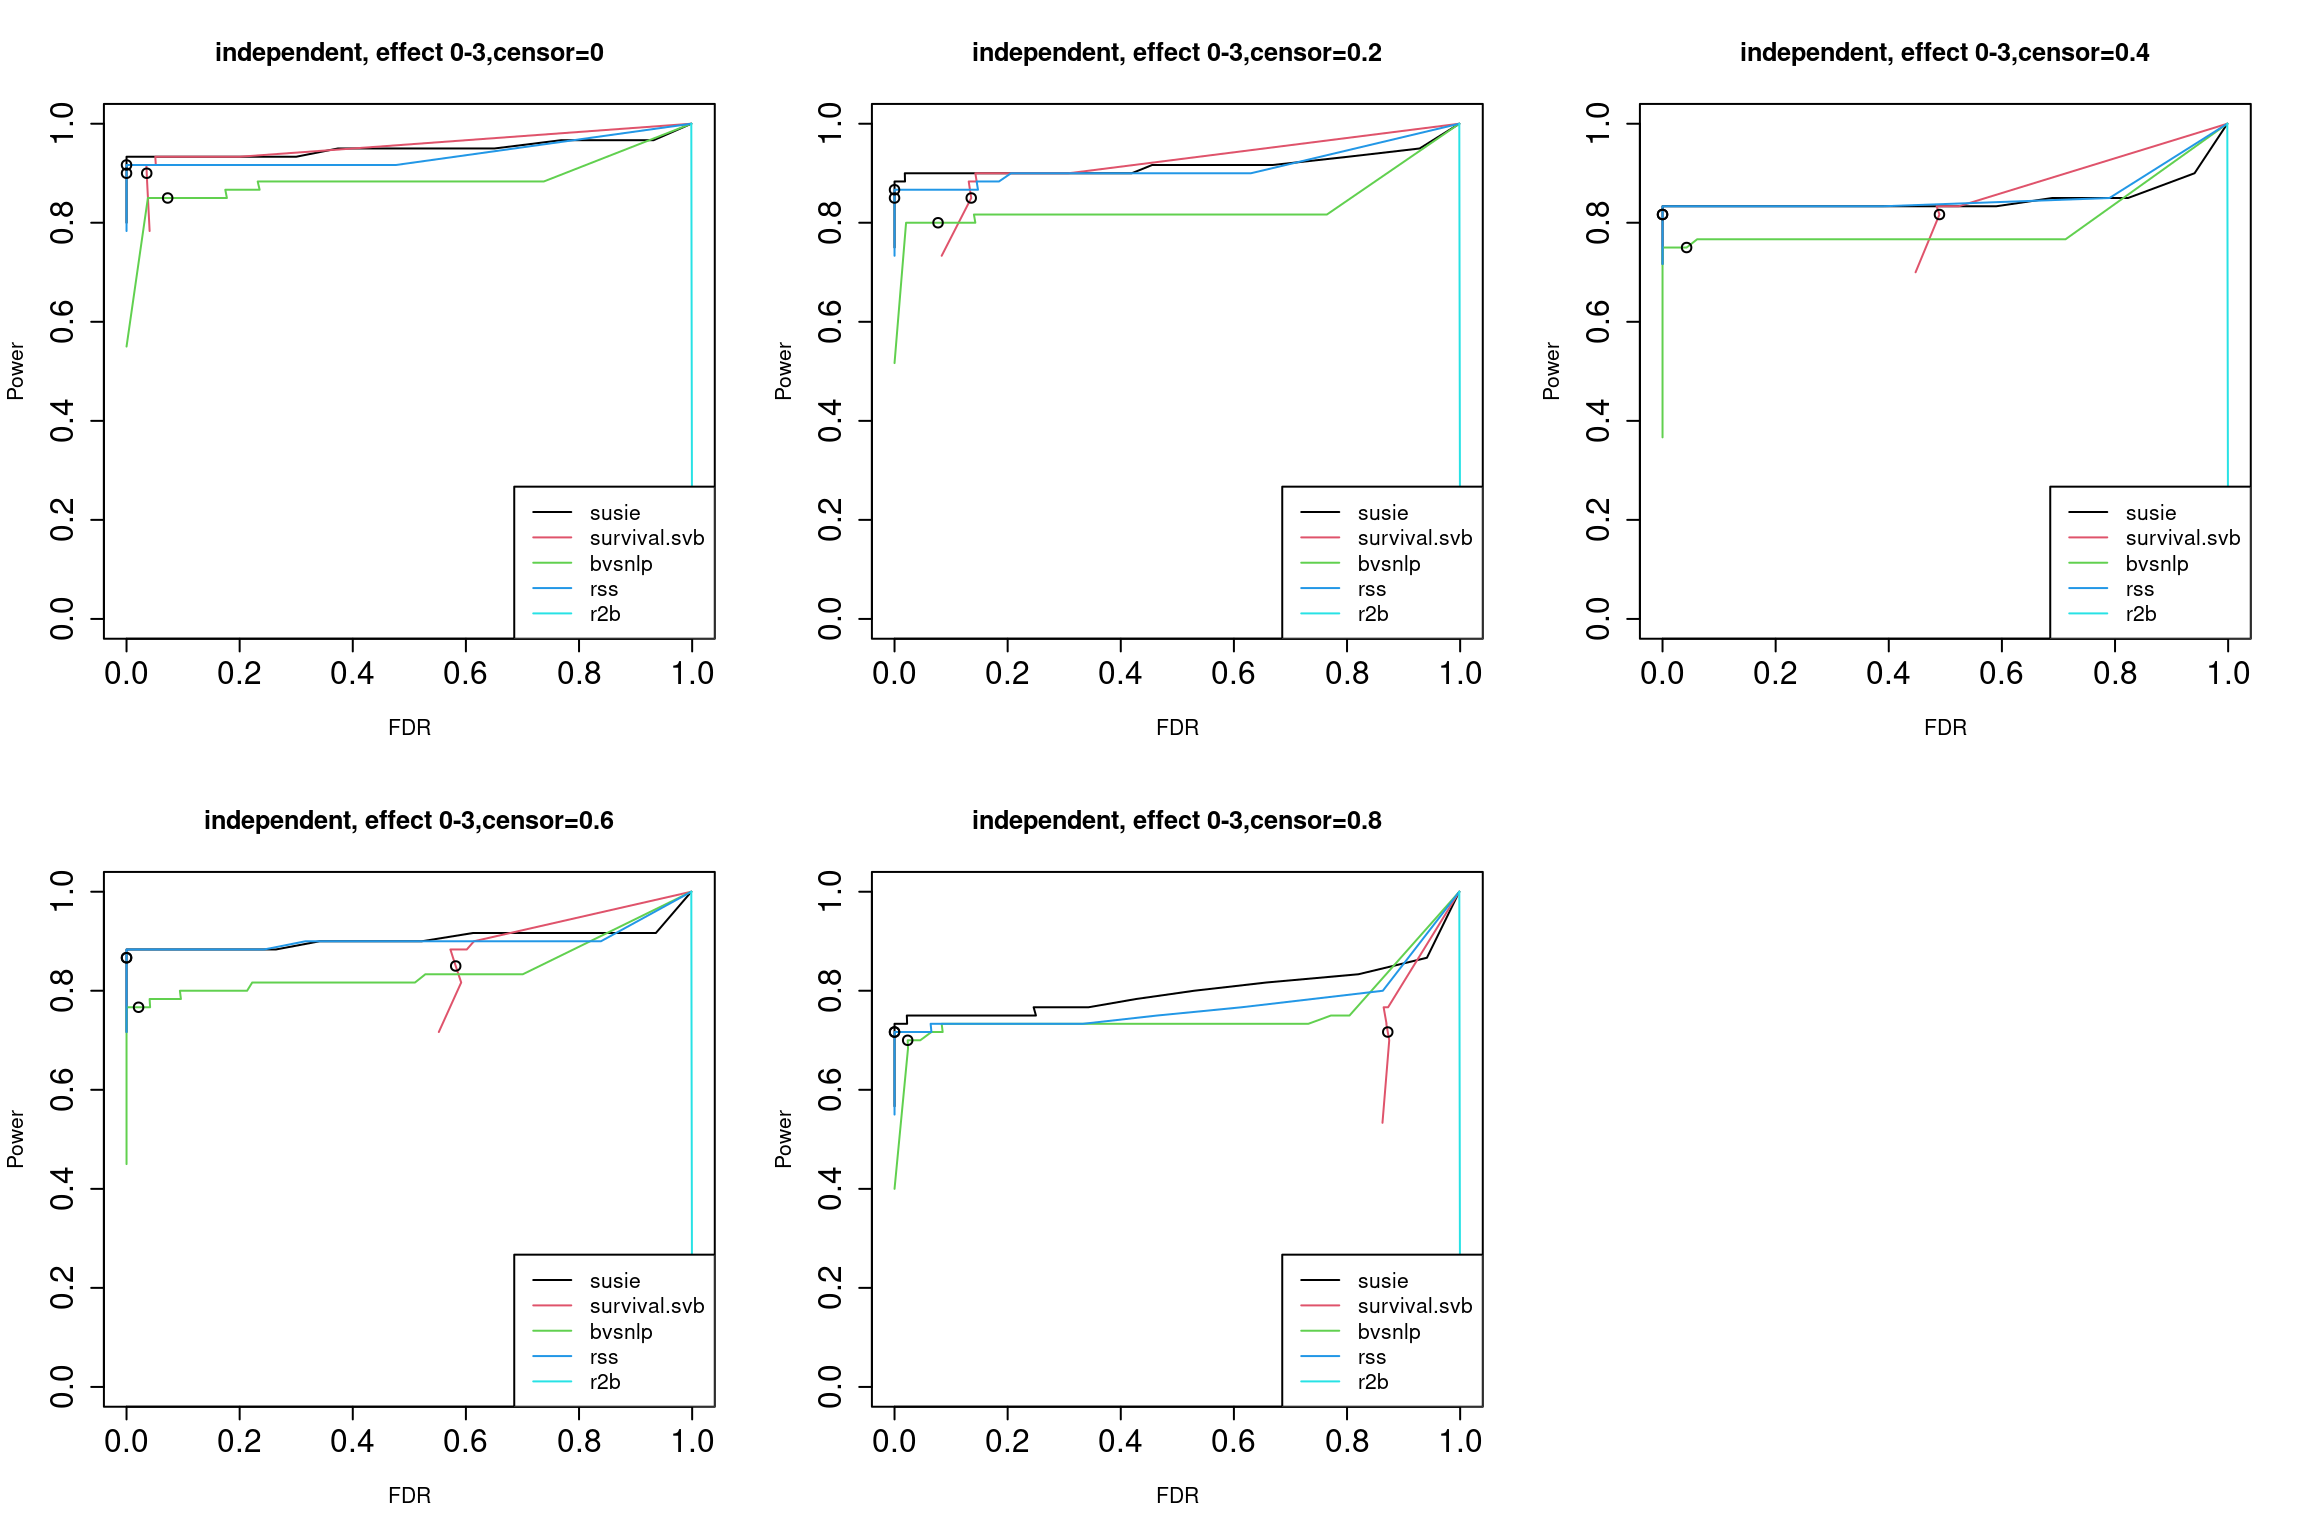 independent, effect 0-3,censor=0
Power
1.0
0.8
0.6
0.4
0.2
0.0
susie
survival.svb
bvsnlp
rss
r2b
0.0 0.2 0.4 0.6 0.8 1.0
FDR
independent, effect 0-3,censor=0.2
Power
1.0
0.8
0.6
0.4
0.2
0.0
susie
survival.svb
bvsnlp
rss
r2b
0.0 0.2 0.4 0.6 0.8 1.0
FDR
independent, effect 0-3,censor=0.4
Power
1.0
0.8
0.6
0.4
0.2
0.0
susie
survival.svb
bvsnlp
rss
r2b
0.0 0.2 0.4 0.6 0.8 1.0
FDR
independent, effect 0-3,censor=0.6
Power
1.0
0.8
0.6
0.4
0.2
0.0
susie
survival.svb
bvsnlp
rss
r2b
0.0 0.2 0.4 0.6 0.8 1.0
FDR
independent, effect 0-3,censor=0.8
Power
1.0
0.8
0.6
0.4
0.2
0.0
susie
survival.svb
bvsnlp
rss
r2b
0.0 0.2 0.4 0.6 0.8 1.0
FDR